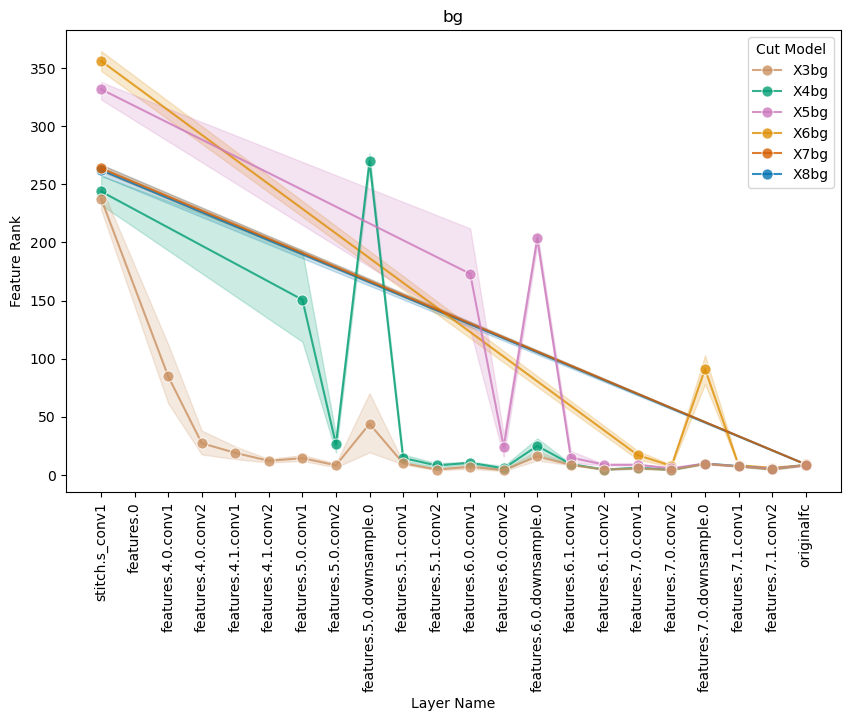 bg
Feature Rank
350
300
250
200
150
100
50
0
Cut Model
X3bg
X4bg
X5bg
X6bg
X7bg
X8bg
stitch.s_conv1
features.0
features.4.0.conv1
features.4.0.conv2
features.4.1.conv1
features.4.1.conv2
features.5.0.conv1
features.5.0.conv2
features.5.0.downsample.0
features.5.1.conv1
features.5.1.conv2
features.6.0.conv1
features.6.0.conv2
features.6.0.downsample.0
features.6.1.conv1
features.6.1.conv2
features.7.0.conv1
features.7.0.conv2
features.7.0.downsample.0
features.7.1.conv1
features.7.1.conv2
originalfc
Layer Name